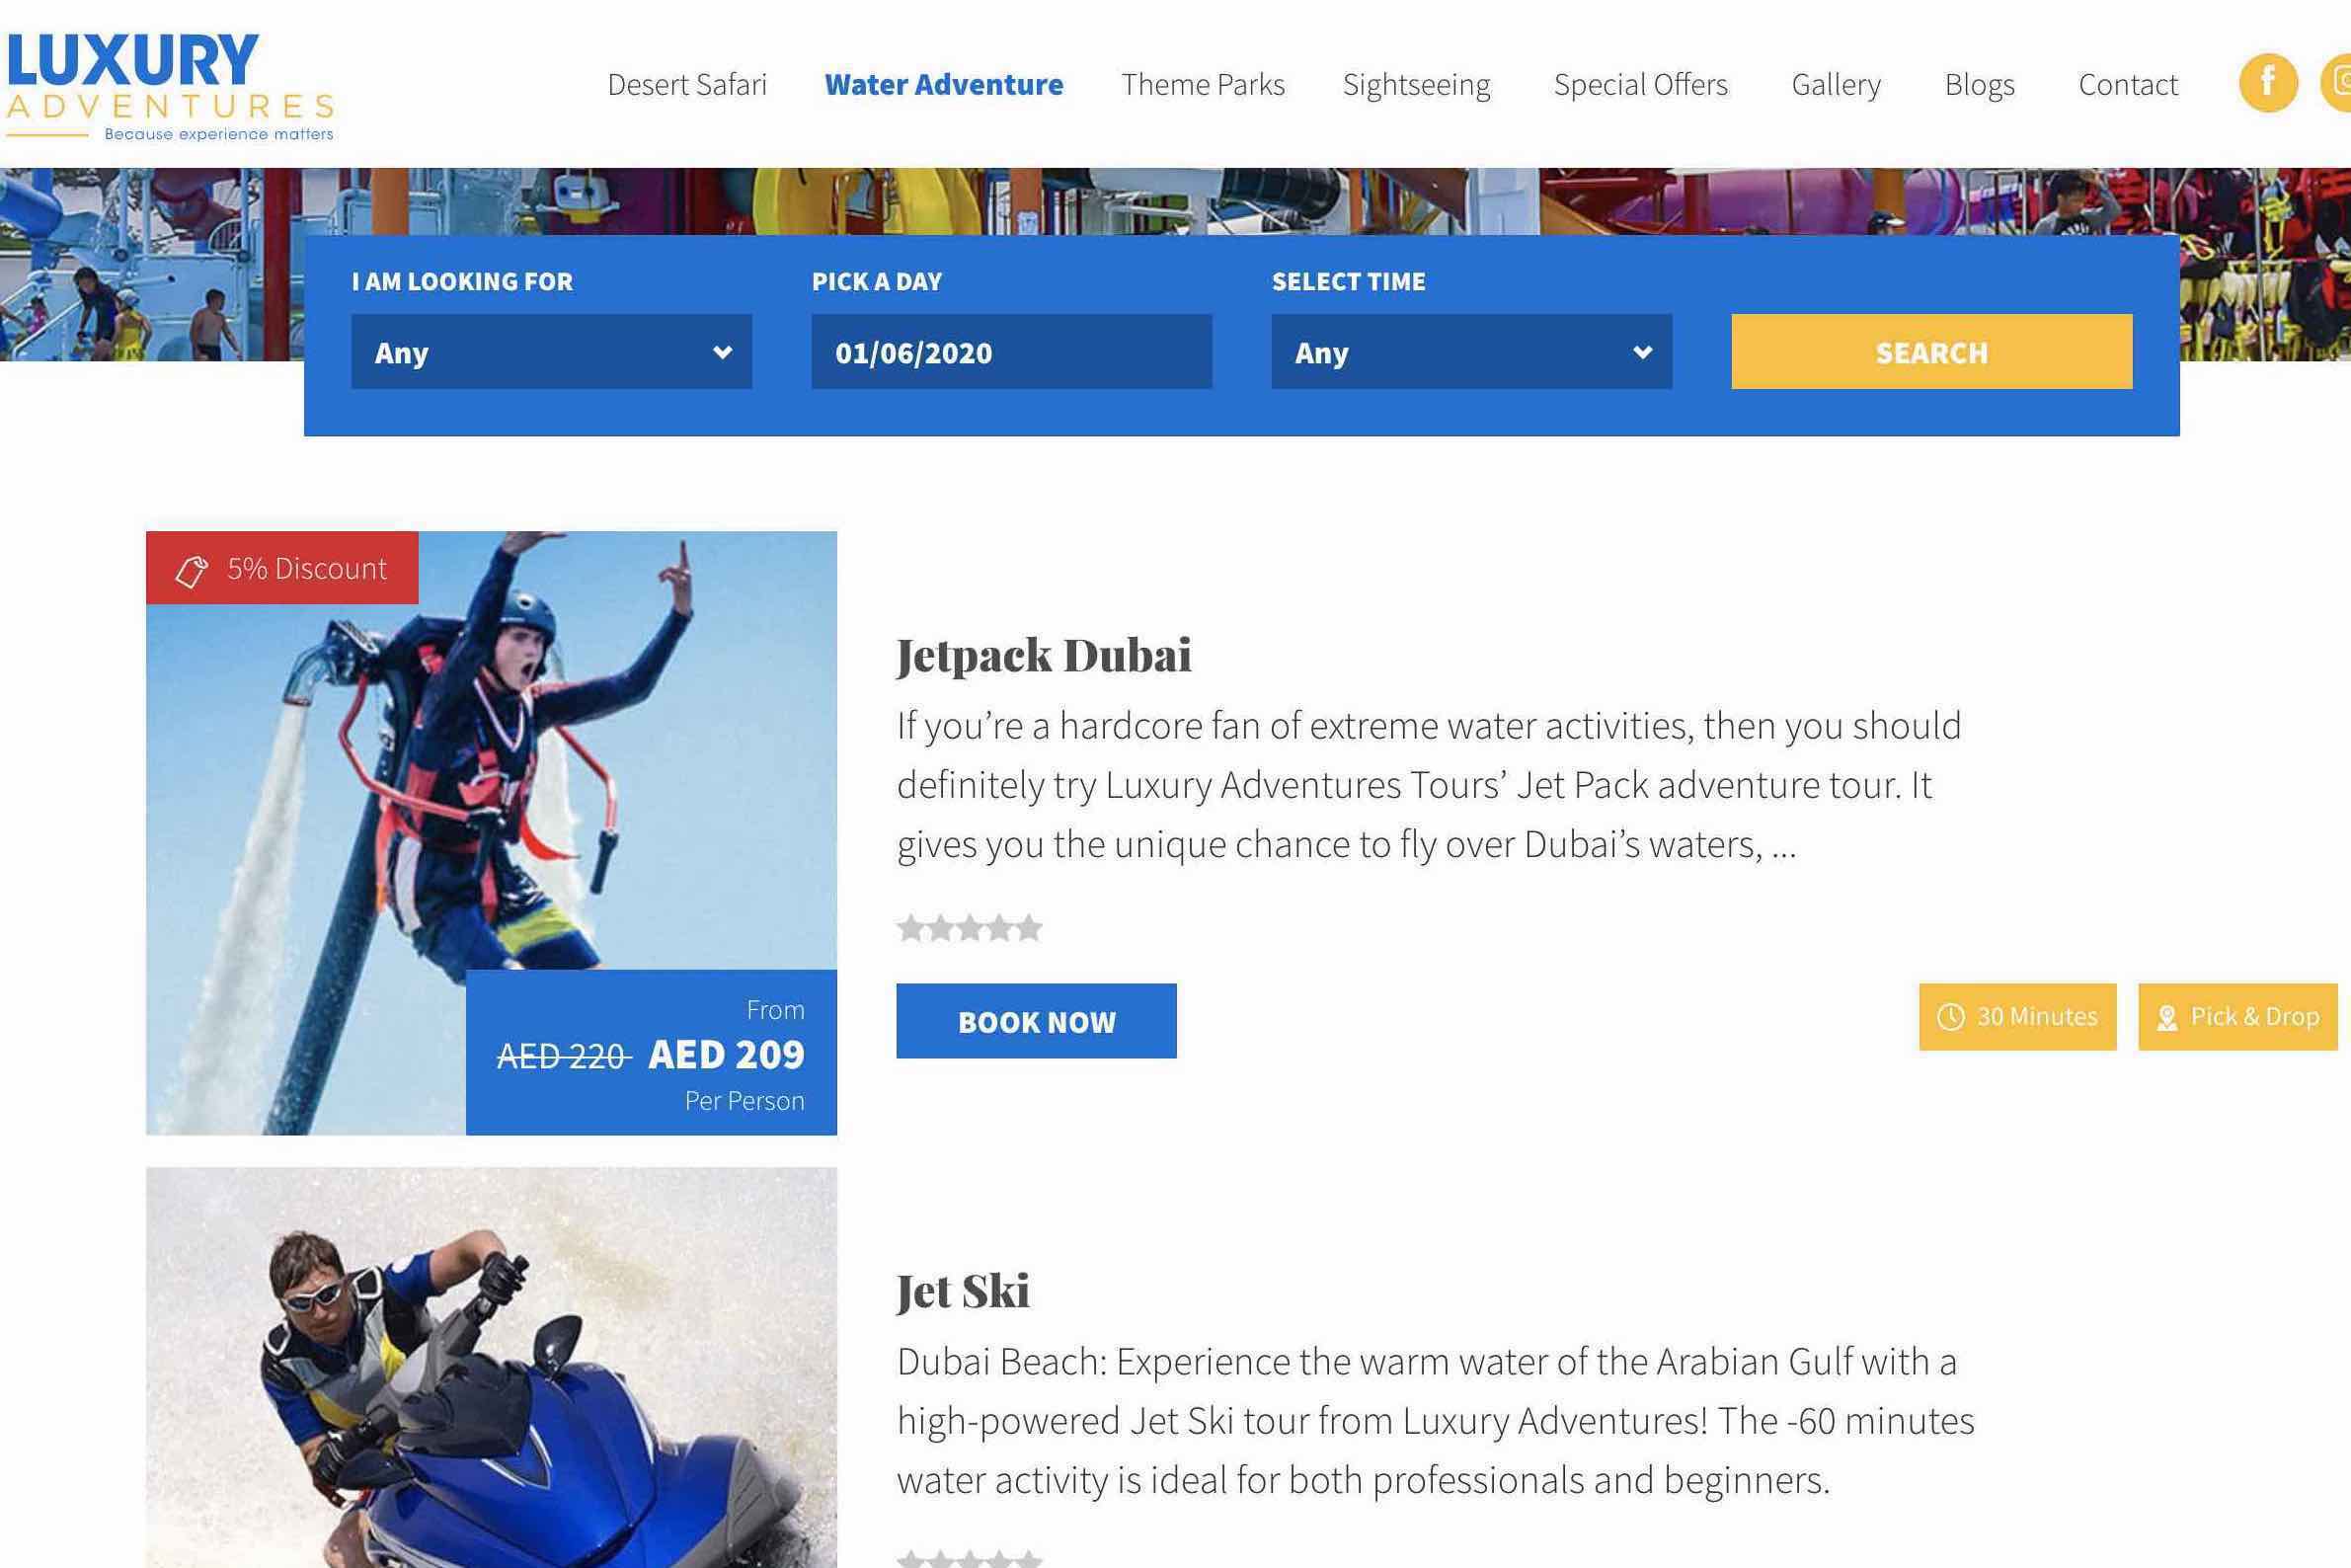 LUXURY
ADVENTURES
Because experience matters
Desert Safari
Water Adventure
Theme Parks
Sightseeing
Special Offers
Gallery
Blogs
Contact
I AM LOOKING FOR
PICK A DAY
SELECT TIME
Any
01/06/2020
Any
SEARCH
5% Discount
Jetpack Dubai
If you’re a hardcore fan of extreme water activities, then you should
definitely try Luxury Adventures Tours’ Jet Pack adventure tour. It
gives you the unique chance to fly over Dubai’s waters, ...
From
AED 220 AED 209
Per Person
BOOK NOW
30 Minutes
Pick & Drop
Jet Ski
Dubai Beach: Experience the warm water of the Arabian Gulf with a
high-powered Jet Ski tour from Luxury Adventures! The -60 minutes
water activity is ideal for both professionals and beginners.